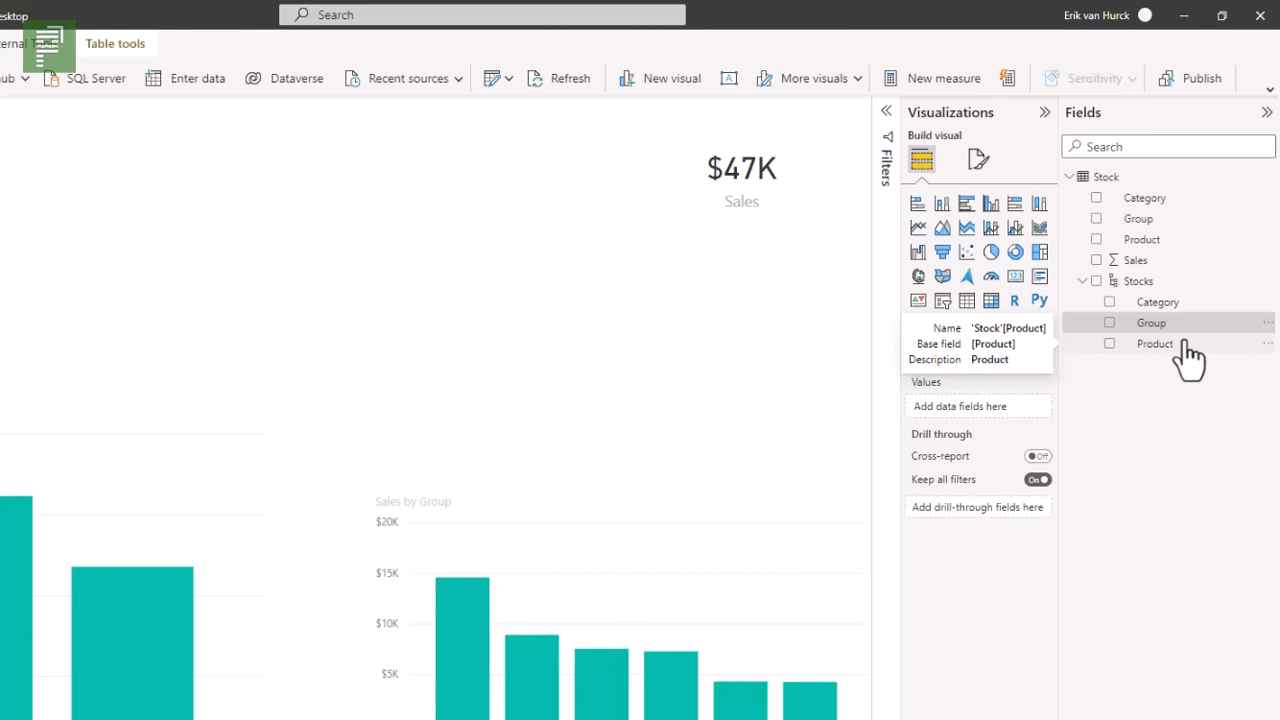 esktop
Search
Erik van Hurck
Table tools
SQL Server
Enter data
Dataverse
Recent sources
Refresh
New visual
More visuals
New measure
Sensitivity
Publish
Filters
Visualizations
Build visual
R
Py
Name 'Stock'[Product]
Base field [Product]
Description Product
Values
Add data fields here
Drill through
Cross-report Off
Keep all filters On
Add drill-through fields here
Fields
Search
Stock
Category
Group
Product
Sales
Stocks
Category
Group
Product
$47K
Sales
Sales by Group
$20K
$15K
$10K
$5K